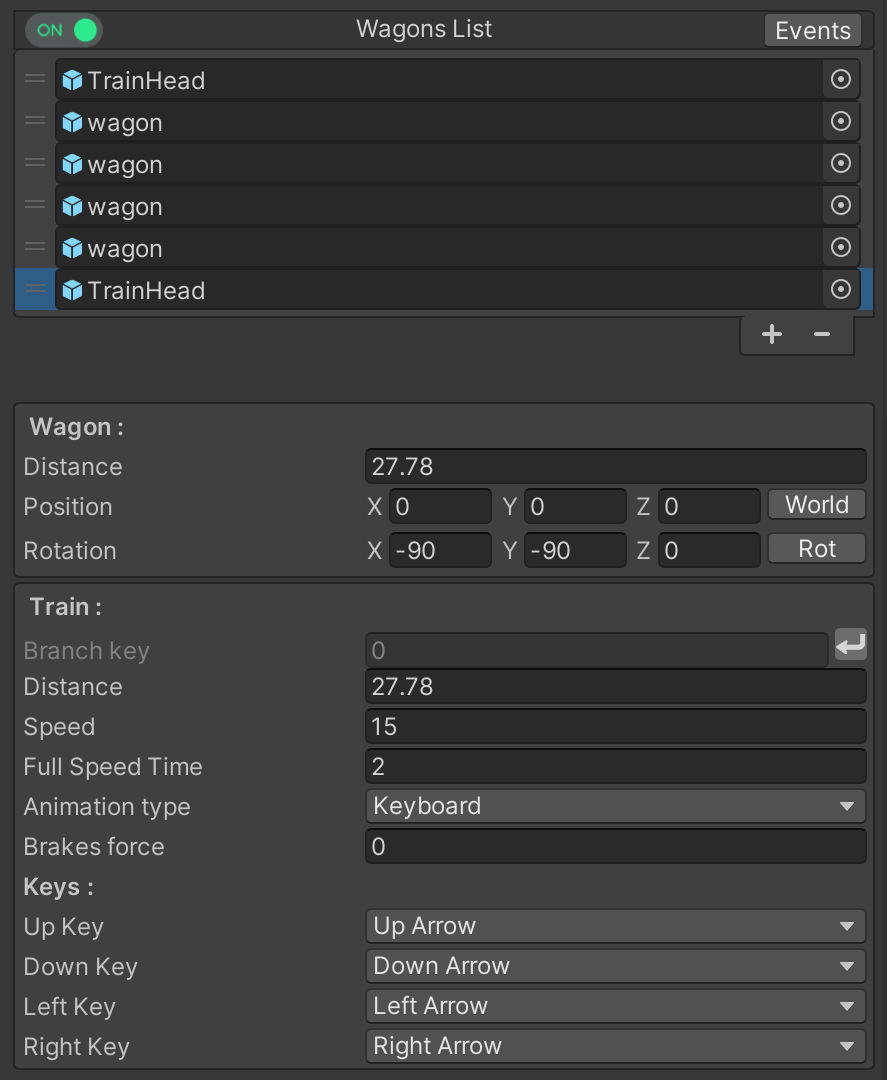 ON Wagons List Events
TrainHead
wagon
wagon
wagon
wagon
TrainHead
Wagon :
Distance 27.78
Position X 0 Y 0 Z 0 World
Rotation X -90 Y -90 Z 0 Rot
Train :
Branch key 0
Distance 27.78
Speed 15
Full Speed Time 2
Animation type Keyboard
Brakes force 0
Keys :
Up Key Up Arrow
Down Key Down Arrow
Left Key Left Arrow
Right Key Right Arrow